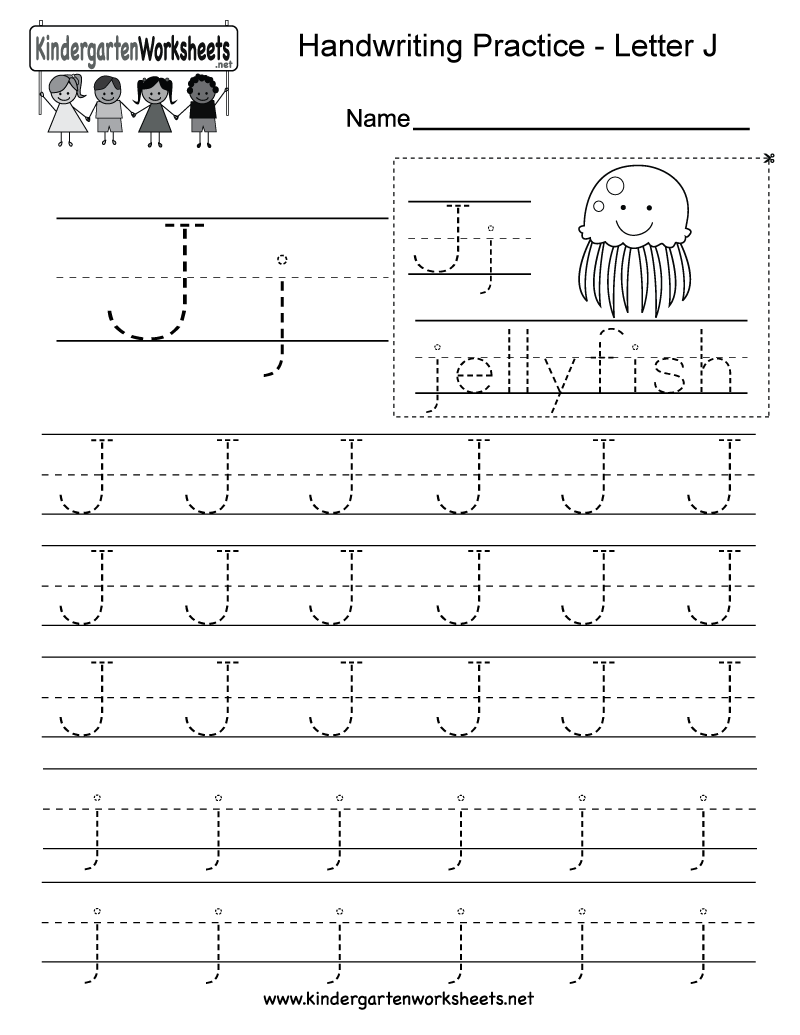 KindergartenWorksheets
.net
Handwriting Practice - Letter J
Name
J j
J j
jellyfish
J J J J J J
J J J J J J
J J J J J J
j j j j j j
j j j j j j
www.kindergartenworksheets.net